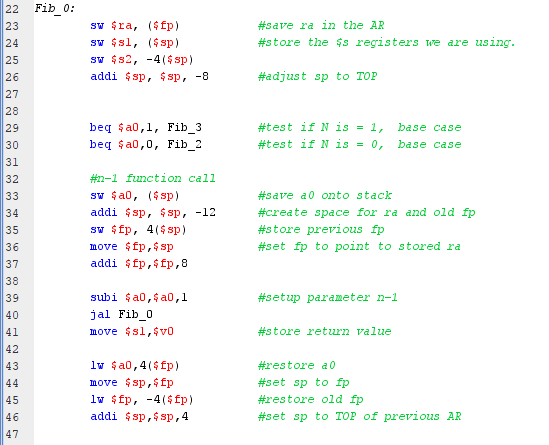 22 Fib_0:
23 sw $ra, ($fp) #save ra in the AR
24 sw $s1, ($sp) #store the $s registers we are using.
25 sw $s2, -4($sp)
26 addi $sp, $sp, -8 #adjust sp to TOP
27
28
29 beq $a0,1, Fib_3 #test if N is = 1, base case
30 beq $a0,0, Fib_2 #test if N is = 0, base case
31
32 #n-1 function call
33 sw $a0, ($sp) #save a0 onto stack
34 addi $sp, $sp, -12 #create space for ra and old fp
35 sw $fp, 4($sp) #store previous fp
36 move $fp,$sp #set fp to point to stored ra
37 addi $fp,$fp,8
38
39 subi $a0,$a0,1 #setup parameter n-1
40 jal Fib_0
41 move $s1,$v0 #store return value
42
43 lw $a0,4($fp) #restore a0
44 move $sp,$fp #set sp to fp
45 lw $fp, -4($fp) #restore old fp
46 addi $sp,$sp,4 #set sp to TOP of previous AR
47